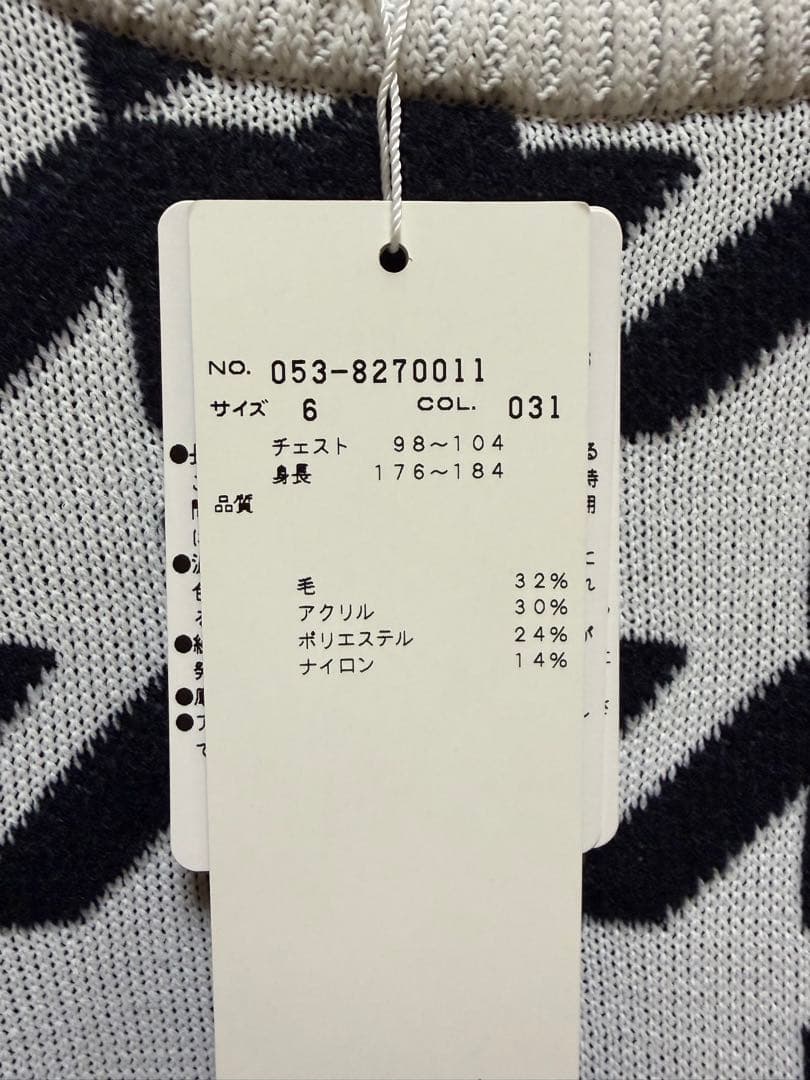 NO. 053-8270011
サイズ 6 COL. 031
チェスト 98～104
身長 176～184
品質
毛 32%
アクリル 30%
ポリエステル 24%
ナイロン 14%